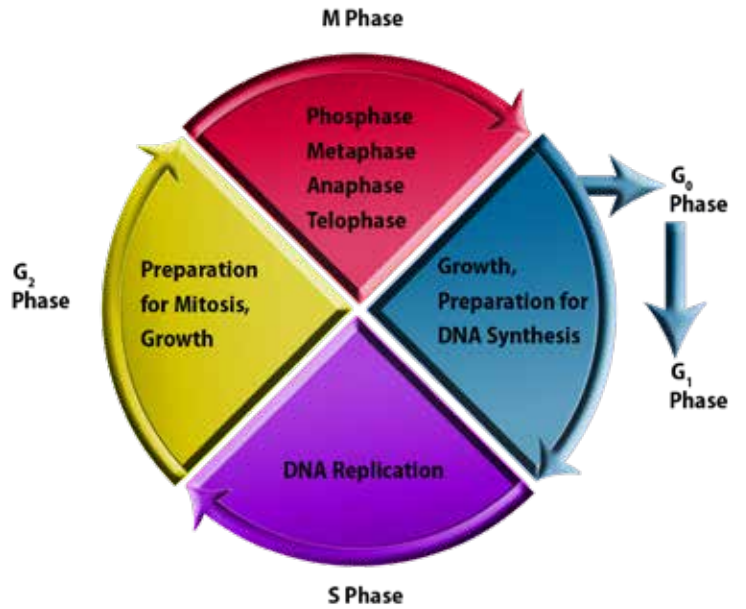 M Phase
Phosphase
Metaphase
Anaphase
Telophase
G₀
Phase
G₂
Phase
Preparation
for Mitosis,
Growth
Growth,
Preparation for
DNA Synthesis
G₁
Phase
DNA Replication
S Phase